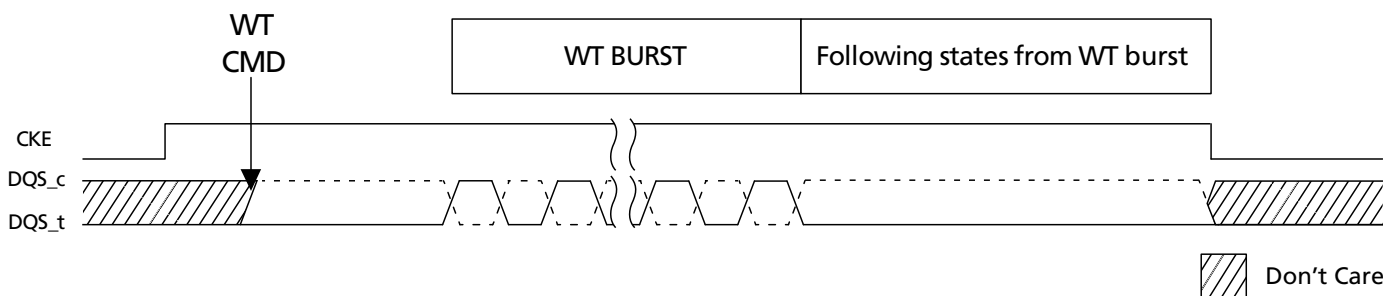 WT
CMD
WT BURST
Following states from WT burst
CKE
DQS_c
DQS_t
Don't Care